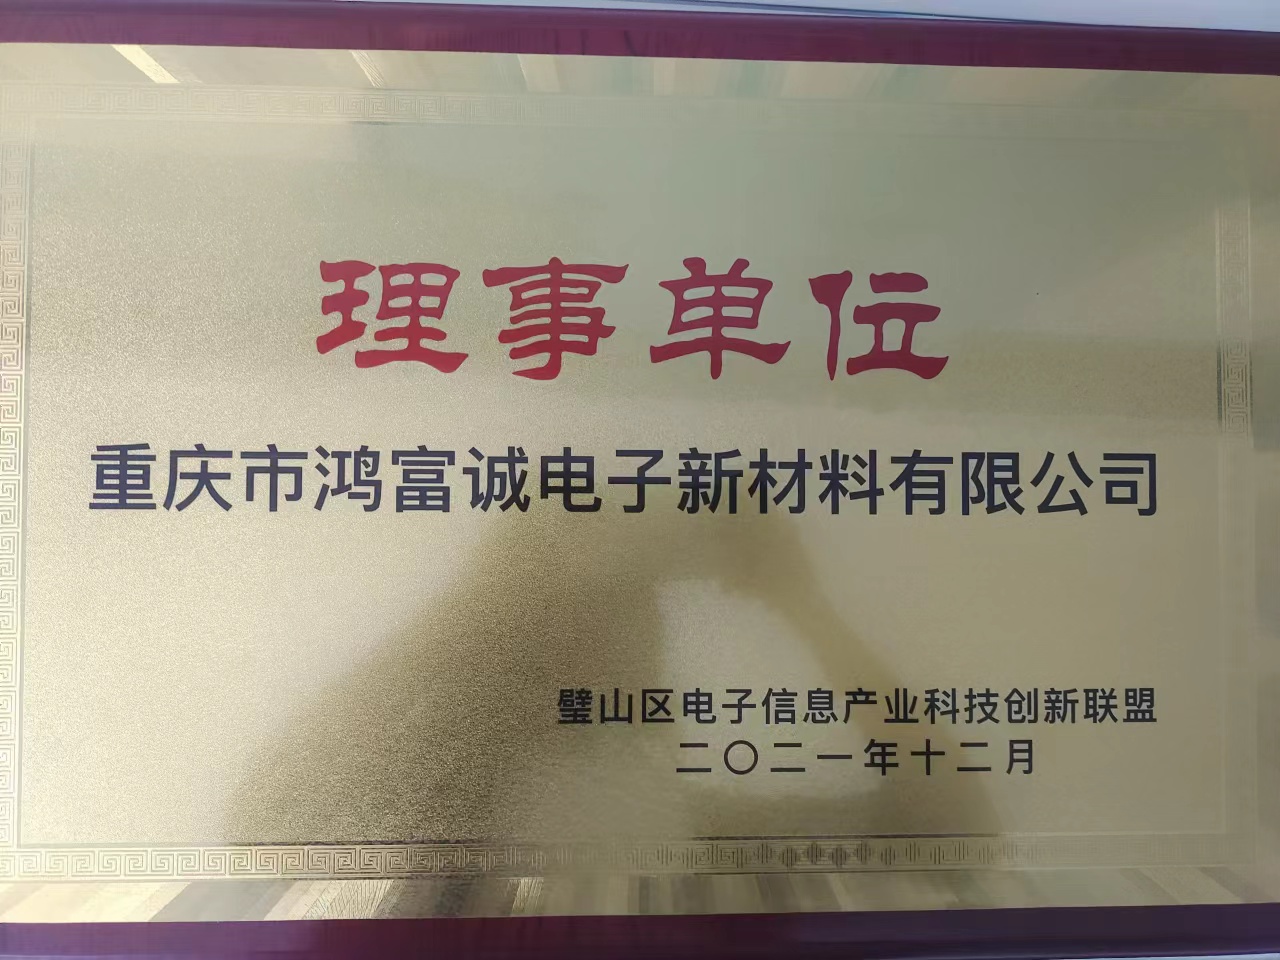 理事单位
重庆市鸿富诚电子新材料有限公司
璧山区电子信息产业科技创新联盟
二〇二一年十二月